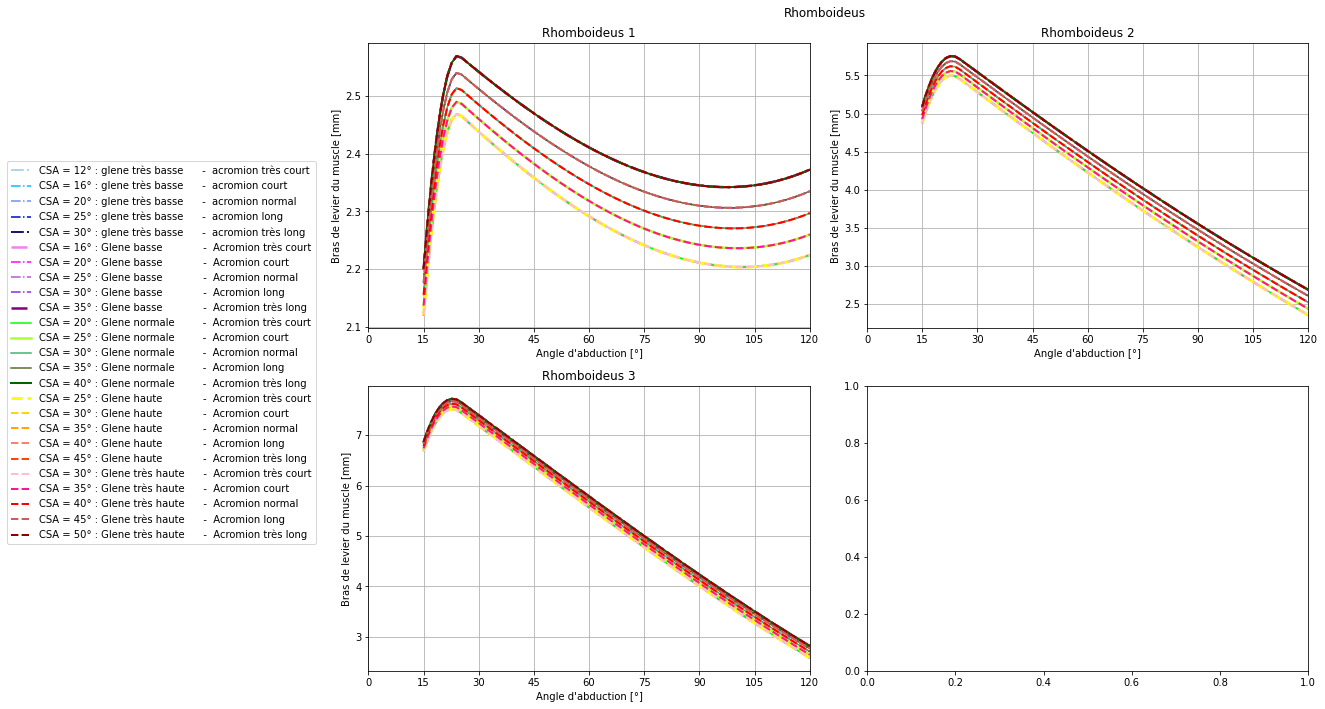 Rhomboideus
CSA = 12° : glene très basse - acromion très court
CSA = 16° : glene très basse - acromion court
CSA = 20° : glene très basse - acromion normal
CSA = 25° : glene très basse - acromion long
CSA = 30° : glene très basse - acromion très long
CSA = 16° : Glene basse - Acromion très court
CSA = 20° : Glene basse - Acromion court
CSA = 25° : Glene basse - Acromion normal
CSA = 30° : Glene basse - Acromion long
CSA = 35° : Glene basse - Acromion très long
CSA = 20° : Glene normale - Acromion très court
CSA = 25° : Glene normale - Acromion court
CSA = 30° : Glene normale - Acromion normal
CSA = 35° : Glene normale - Acromion long
CSA = 40° : Glene normale - Acromion très long
CSA = 25° : Glene haute - Acromion très court
CSA = 30° : Glene haute - Acromion court
CSA = 35° : Glene haute - Acromion normal
CSA = 40° : Glene haute - Acromion long
CSA = 45° : Glene haute - Acromion très long
CSA = 30° : Glene très haute - Acromion très court
CSA = 35° : Glene très haute - Acromion court
CSA = 40° : Glene très haute - Acromion normal
CSA = 45° : Glene très haute - Acromion long
CSA = 50° : Glene très haute - Acromion très long
Rhomboideus 1
Bras de levier du muscle [mm]
2.5
2.4
2.3
2.2
2.1
0 15 30 45 60 75 90 105 120
Angle d'abduction [°]
Rhomboideus 2
Bras de levier du muscle [mm]
5.5
5.0
4.5
4.0
3.5
3.0
2.5
0 15 30 45 60 75 90 105 120
Angle d'abduction [°]
Rhomboideus 3
Bras de levier du muscle [mm]
7
6
5
4
3
0 15 30 45 60 75 90 105 120
Angle d'abduction [°]
1.0
0.8
0.6
0.4
0.2
0.0
0.0 0.2 0.4 0.6 0.8 1.0